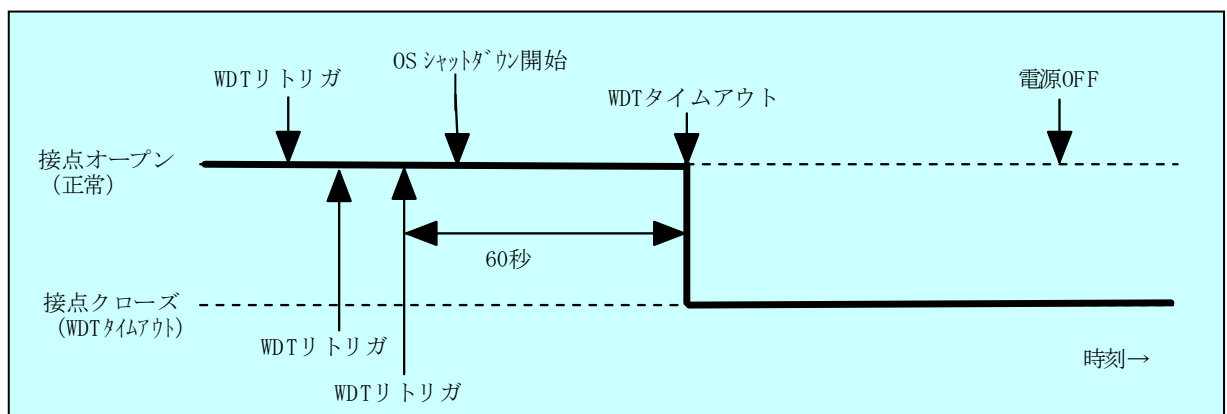 OSシャットダウン開始
WDTリトリガ
電源OFF
WDTタイムアウト
接点オープン
(正常)
60秒
接点クローズ
(WDTタイムアウト)
WDTリトリガ
時刻→
WDTリトリガ